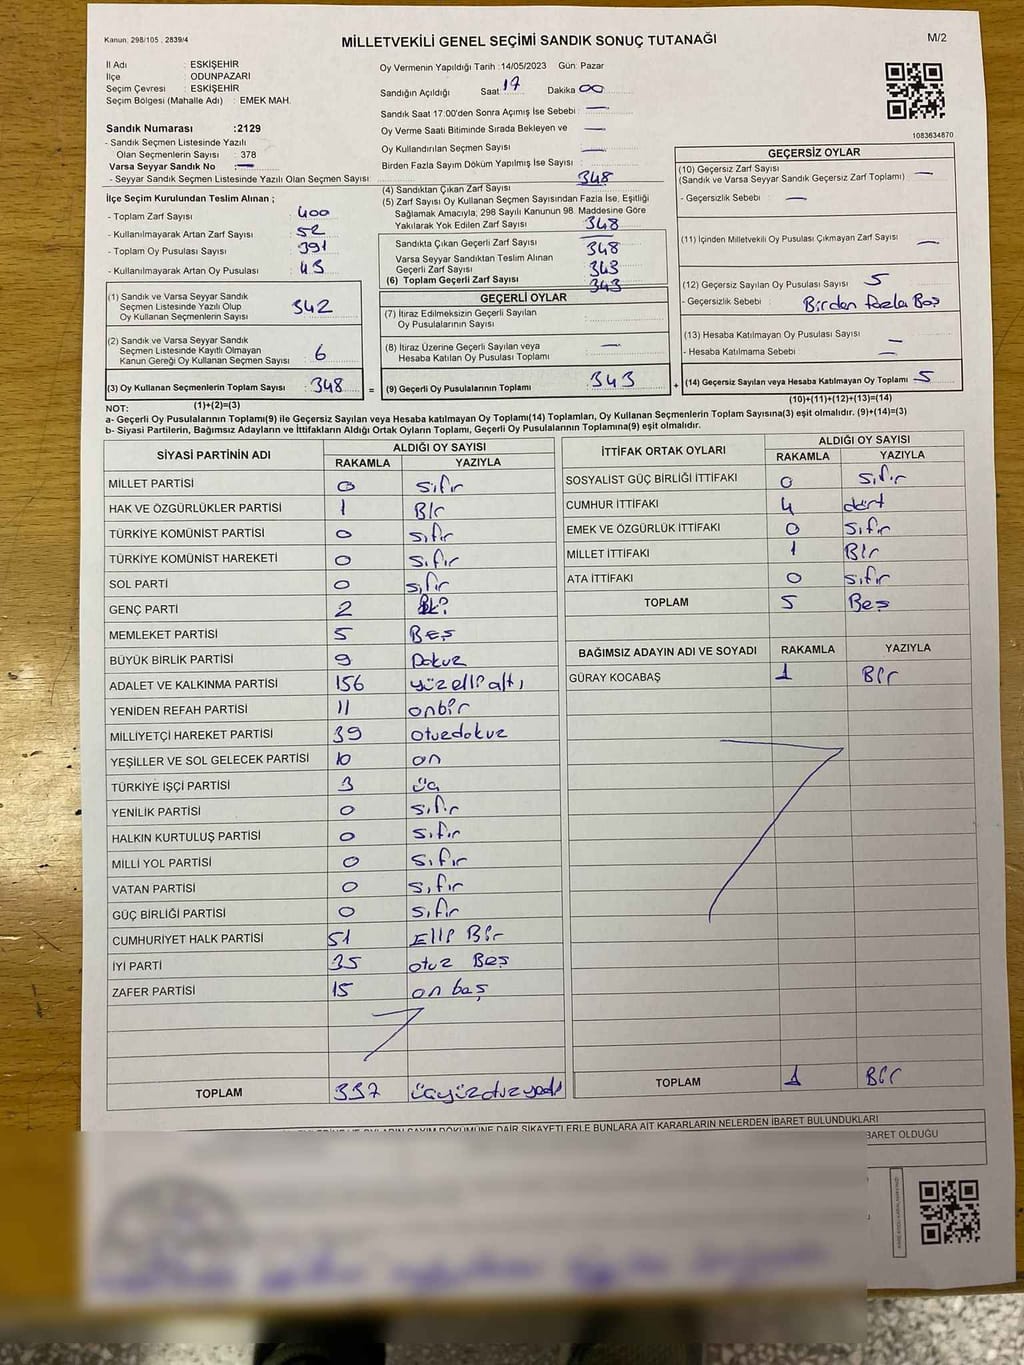 Kanun: 298/105 , 2839/4
MİLLETVEKİLİ GENEL SEÇİMİ SANDIK SONUÇ TUTANAĞI
M/2
İl Adı : ESKİŞEHİR
İlçe : ODUNPAZARI
Seçim Çevresi : ESKİŞEHİR
Seçim Bölgesi (Mahalle Adı) : EMEK MAH.
Oy Vermenin Yapıldığı Tarih :14/05/2023 Gün: Pazar
Sandığın Açıldığı Saat 17 Dakika 00
Sandık Saat 17:00'den Sonra Açımış İse Sebebi : —
Oy Verme Saati Bitiminde Sırada Bekleyen ve —
Oy Kullandırılan Seçmen Sayısı : —
Birden Fazla Sayım Döküm Yapılmış İse Sayısı :
Sandık Numarası :2129
- Sandık Seçmen Listesinde Yazılı
Olan Seçmenlerin Sayısı : 378
Varsa Seyyar Sandık No : —
- Seyyar Sandık Seçmen Listesinde Yazılı Olan Seçmen Sayısı :
1083634870
İlçe Seçim Kurulundan Teslim Alınan ;
- Toplam Zarf Sayısı : 400
- Kullanılmayarak Artan Zarf Sayısı : 52
- Toplam Oy Pusulası Sayısı : 391
- Kullanılmayarak Artan Oy Pusulası : 43
(4) Sandıktan Çıkan Zarf Sayısı : 348
(5) Zarf Sayısı Oy Kullanan Seçmen Sayısından Fazla İse, Eşitliği
Sağlamak Amacıyla, 298 Sayılı Kanunun 98. Maddesine Göre
Yakılarak Yok Edilen Zarf Sayısı : 348
Sandıkta Çıkan Geçerli Zarf Sayısı : 348
Varsa Seyyar Sandıktan Teslim Alınan
Geçerli Zarf Sayısı : 343
(6) Toplam Geçerli Zarf Sayısı : 343
GEÇERSİZ OYLAR
(10) Geçersiz Zarf Sayısı
(Sandık ve Varsa Seyyar Sandık Geçersiz Zarf Toplamı) : —
- Geçersizlik Sebebi : —
(11) İçinden Milletvekili Oy Pusulası Çıkmayan Zarf Sayısı : —
(12) Geçersiz Sayılan Oy Pusulası Sayısı : 5
- Geçersizlik Sebebi : Birden fazla Bas
(13) Hesaba Katılmayan Oy Pusulası Sayısı : —
- Hesaba Katılmama Sebebi : —
(14) Geçersiz Sayılan veya Hesaba Katılmayan Oy Toplamı : 5
(10)+(11)+(12)+(13)=(14)
(1) Sandık ve Varsa Seyyar Sandık
Seçmen Listesinde Yazılı Olup
Oy Kullanan Seçmenlerin Sayısı : 342
(2) Sandık ve Varsa Seyyar Sandık
Seçmen Listesinde Kayıtlı Olmayan
Kanun Gereği Oy Kullanan Seçmen Sayısı : 6
(3) Oy Kullanan Seçmenlerin Toplam Sayısı : 348 =
(1)+(2)=(3)
GEÇERLİ OYLAR
(7) İtiraz Edilmeksizin Geçerli Sayılan
Oy Pusulalarının Sayısı :
(8) İtiraz Üzerine Geçerli Sayılan veya
Hesaba Katılan Oy Pusulası Toplamı : —
(9) Geçerli Oy Pusulalarının Toplamı : 343 +
NOT:
a- Geçerli Oy Pusulalarının Toplamı(9) ile Geçersiz Sayılan veya Hesaba katılmayan Oy Toplamı(14) Toplamları, Oy Kullanan Seçmenlerin Toplam Sayısına(3) eşit olmalıdır. (9)+(14)=(3)
b- Siyasi Partilerin, Bağımsız Adayların ve İttifakların Aldığı Ortak Oyların Toplamı, Geçerli Oy Pusulalarının Toplamına(9) eşit olmalıdır.
SİYASİ PARTİNİN ADI ALDIĞI OY SAYISI
RAKAMLA YAZIYLA
MİLLET PARTİSİ 0 sıfır
HAK VE ÖZGÜRLÜKLER PARTİSİ 1 Bir
TÜRKİYE KOMÜNİST PARTİSİ 0 sıfır
TÜRKİYE KOMÜNİST HAREKETİ 0 sıfır
SOL PARTİ 0 sıfır
GENÇ PARTİ 2
MEMLEKET PARTİSİ 5 Beş
BÜYÜK BİRLİK PARTİSİ 9 Dokuz
ADALET VE KALKINMA PARTİSİ 156 yüzellialtı
YENİDEN REFAH PARTİSİ 11 onbir
MİLLİYETÇİ HAREKET PARTİSİ 39 otuzdokuz
YEŞİLLER VE SOL GELECEK PARTİSİ 10 on
TÜRKİYE İŞÇİ PARTİSİ 3 üç
YENİLİK PARTİSİ 0 sıfır
HALKIN KURTULUŞ PARTİSİ 0 sıfır
MİLLİ YOL PARTİSİ 0 sıfır
VATAN PARTİSİ 0 sıfır
GÜÇ BİRLİĞİ PARTİSİ 0 sıfır
CUMHURİYET HALK PARTİSİ 51 Elli Bir
İYİ PARTİ 35 otuz Beş
ZAFER PARTİSİ 15 on beş
TOPLAM 337 üçyüzotuzyedi
İTTİFAK ORTAK OYLARI ALDIĞI OY SAYISI
RAKAMLA YAZIYLA
SOSYALİST GÜÇ BİRLİĞİ İTTİFAKI 0 sıfır
CUMHUR İTTİFAKI 4 dört
EMEK VE ÖZGÜRLÜK İTTİFAKI 0 sıfır
MİLLET İTTİFAKI 1 Bir
ATA İTTİFAKI 0 sıfır
TOPLAM 5 Beş
BAĞIMSIZ ADAYIN ADI VE SOYADI RAKAMLA YAZIYLA
GÜRAY KOCABAŞ 1 Bir
TOPLAM 1 Bir
OYLARIN SAYIM DÖKÜMÜNE DAİR ŞİKAYETLERLE BUNLARA AİT KARARLARIN NELERDEN İBARET BULUNDUKLARI
BARET OLDUĞU